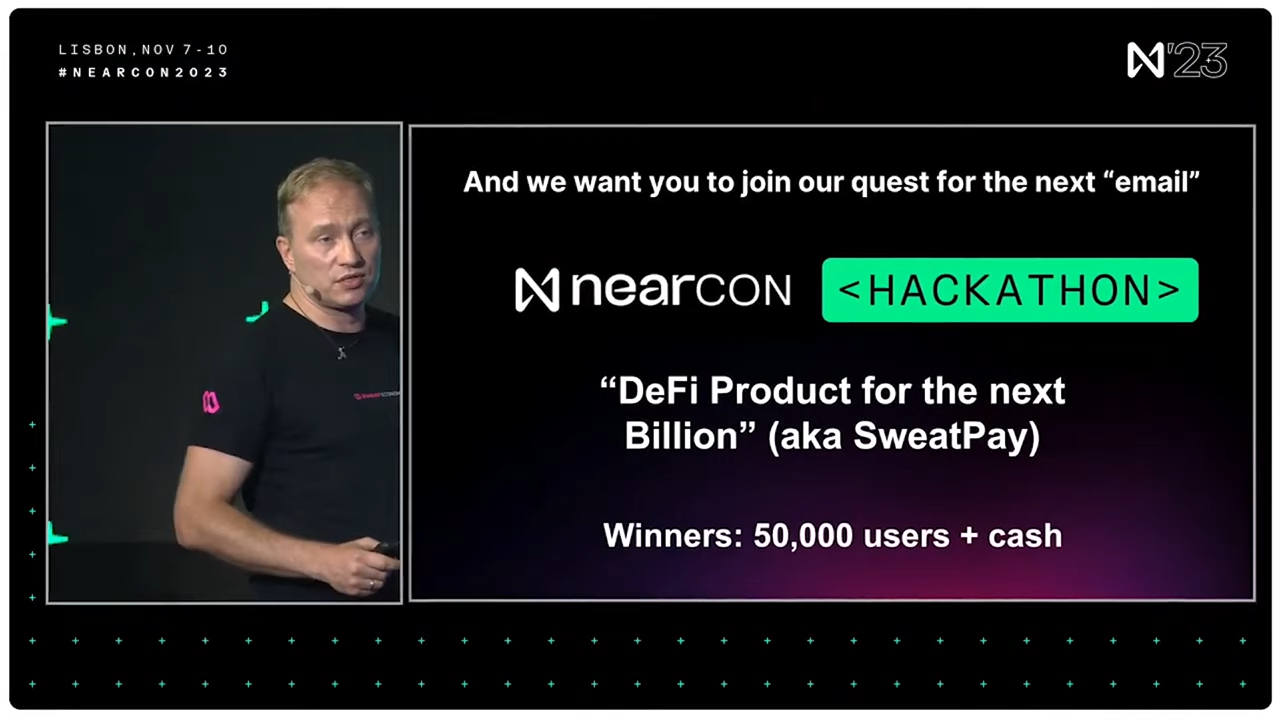 LISBON, NOV 7-10
#NEARCON2023
N'23
And we want you to join our quest for the next “email”
nearCON <HACKATHON>
“DeFi Product for the next
Billion” (aka SweatPay)
Winners: 50,000 users + cash